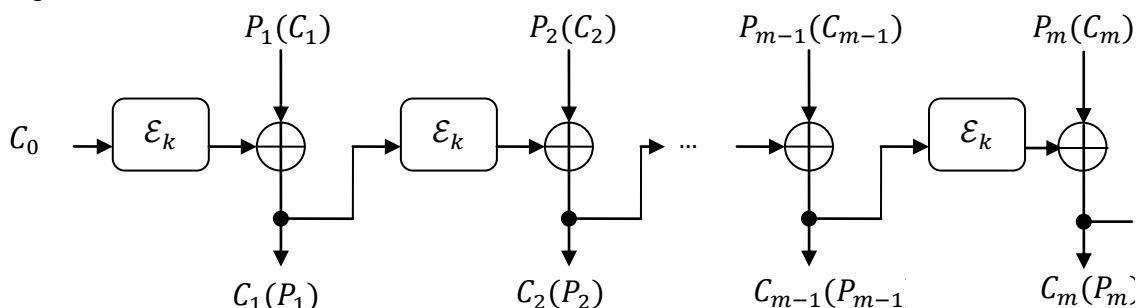 P_1(C_1) P_2(C_2) P_{m-1}(C_{m-1}) P_m(C_m)
C_0 ℰ_k ℰ_k ... ℰ_k
C_1(P_1) C_2(P_2) C_{m-1}(P_{m-1}) C_m(P_m)